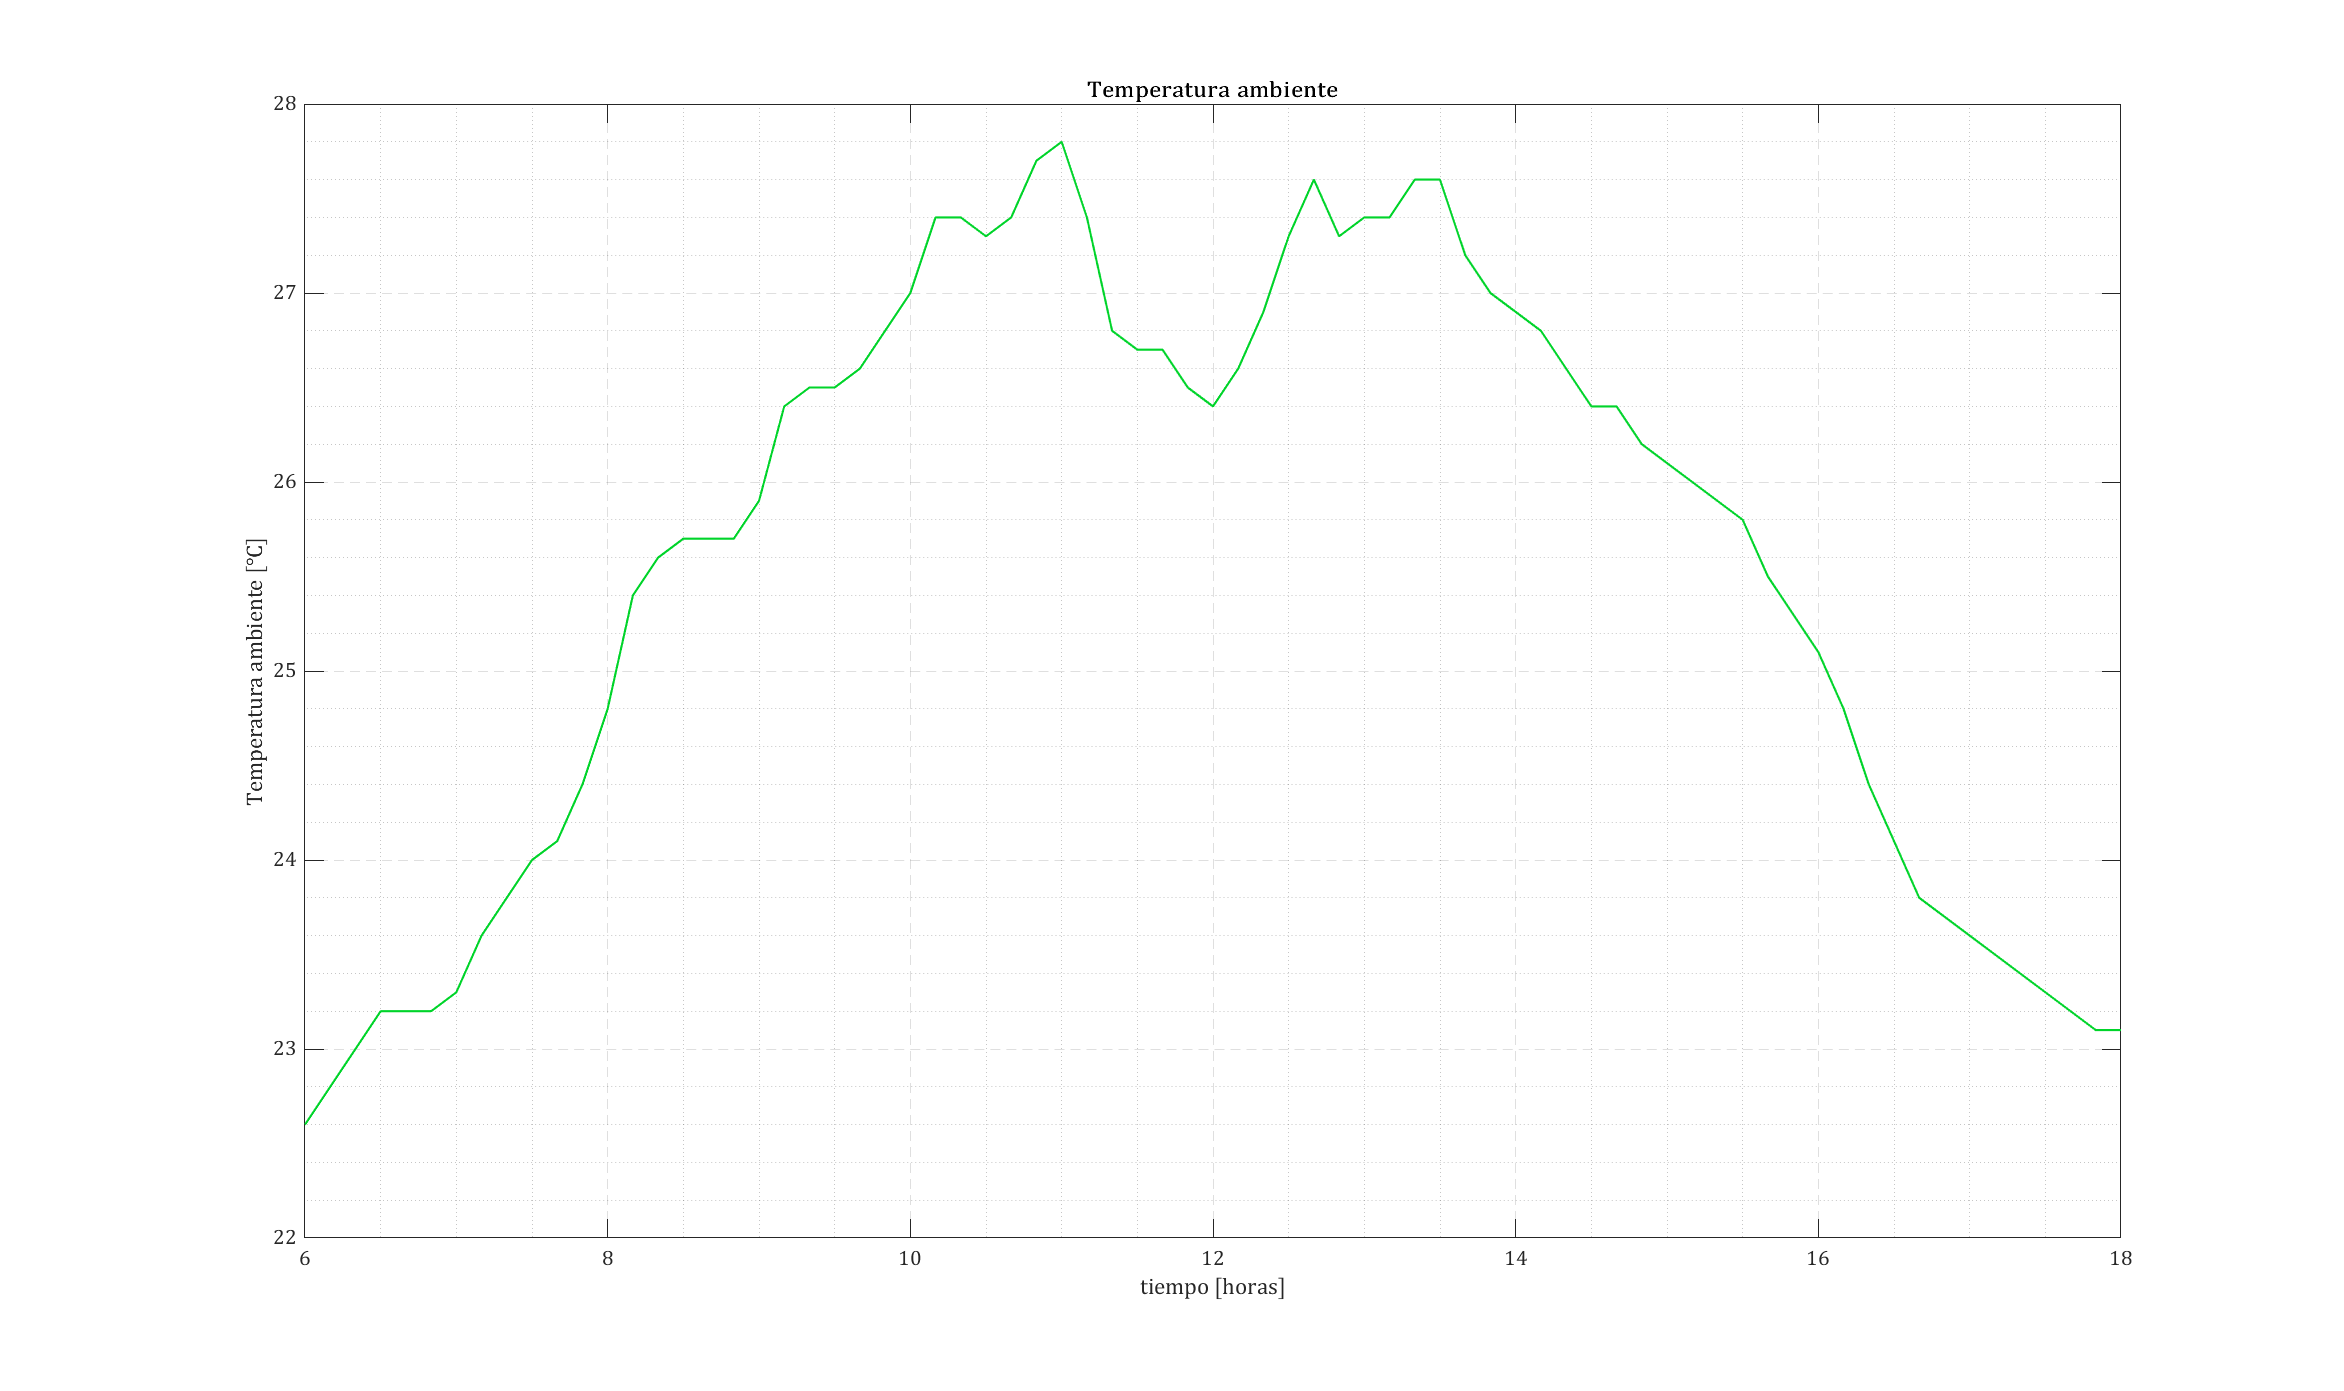 Temperatura ambiente
28
27
26
25
24
23
22
Temperatura ambiente [°C]
6 8 10 12 14 16 18
tiempo [horas]